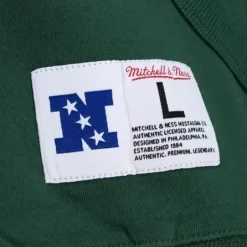 Mitchell & Ness
N
L
MITCHELL & NESS NOSTALGIA CO.
AUTHENTIC LICENSED APPAREL
DESIGNED IN PHILADELPHIA, PA
ESTABLISHED 1904
AUTHENTIC. PREMIUM. LEGENDARY.